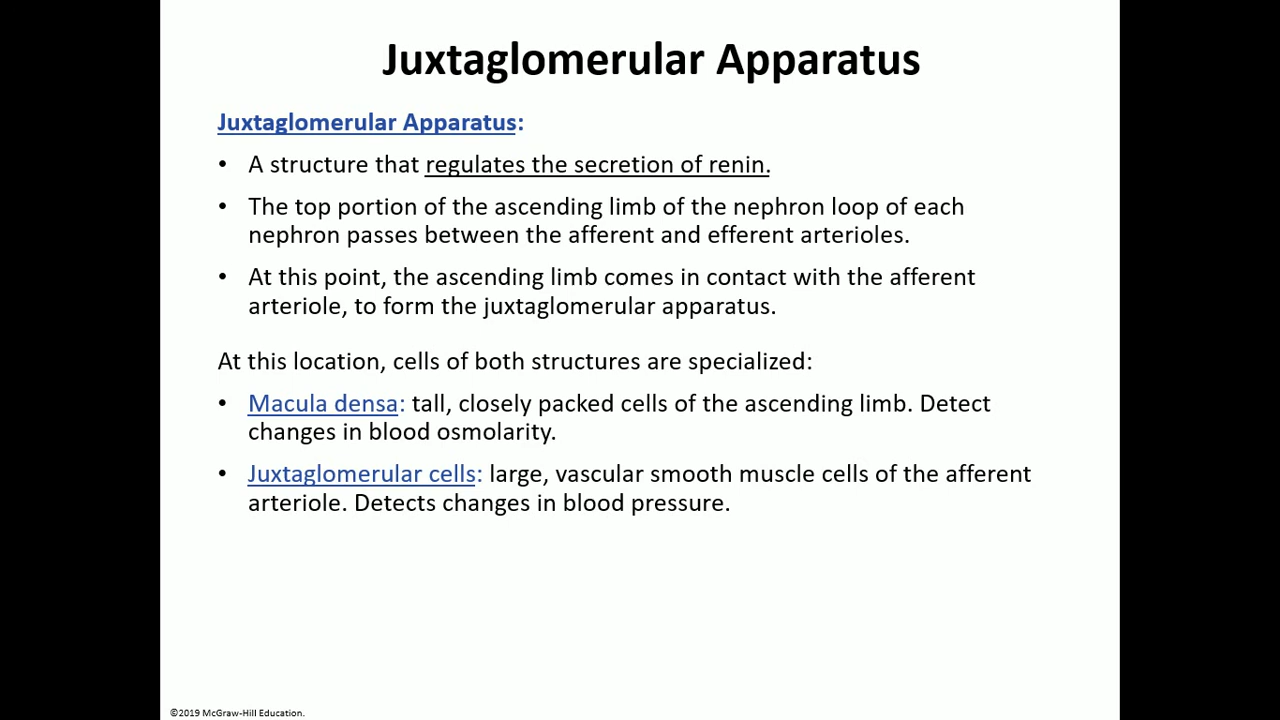 Juxtaglomerular Apparatus
Juxtaglomerular Apparatus:
• A structure that regulates the secretion of renin.
• The top portion of the ascending limb of the nephron loop of each
nephron passes between the afferent and efferent arterioles.
• At this point, the ascending limb comes in contact with the afferent
arteriole, to form the juxtaglomerular apparatus.
At this location, cells of both structures are specialized:
• Macula densa: tall, closely packed cells of the ascending limb. Detect
changes in blood osmolarity.
• Juxtaglomerular cells: large, vascular smooth muscle cells of the afferent
arteriole. Detects changes in blood pressure.
©2019 McGraw-Hill Education.